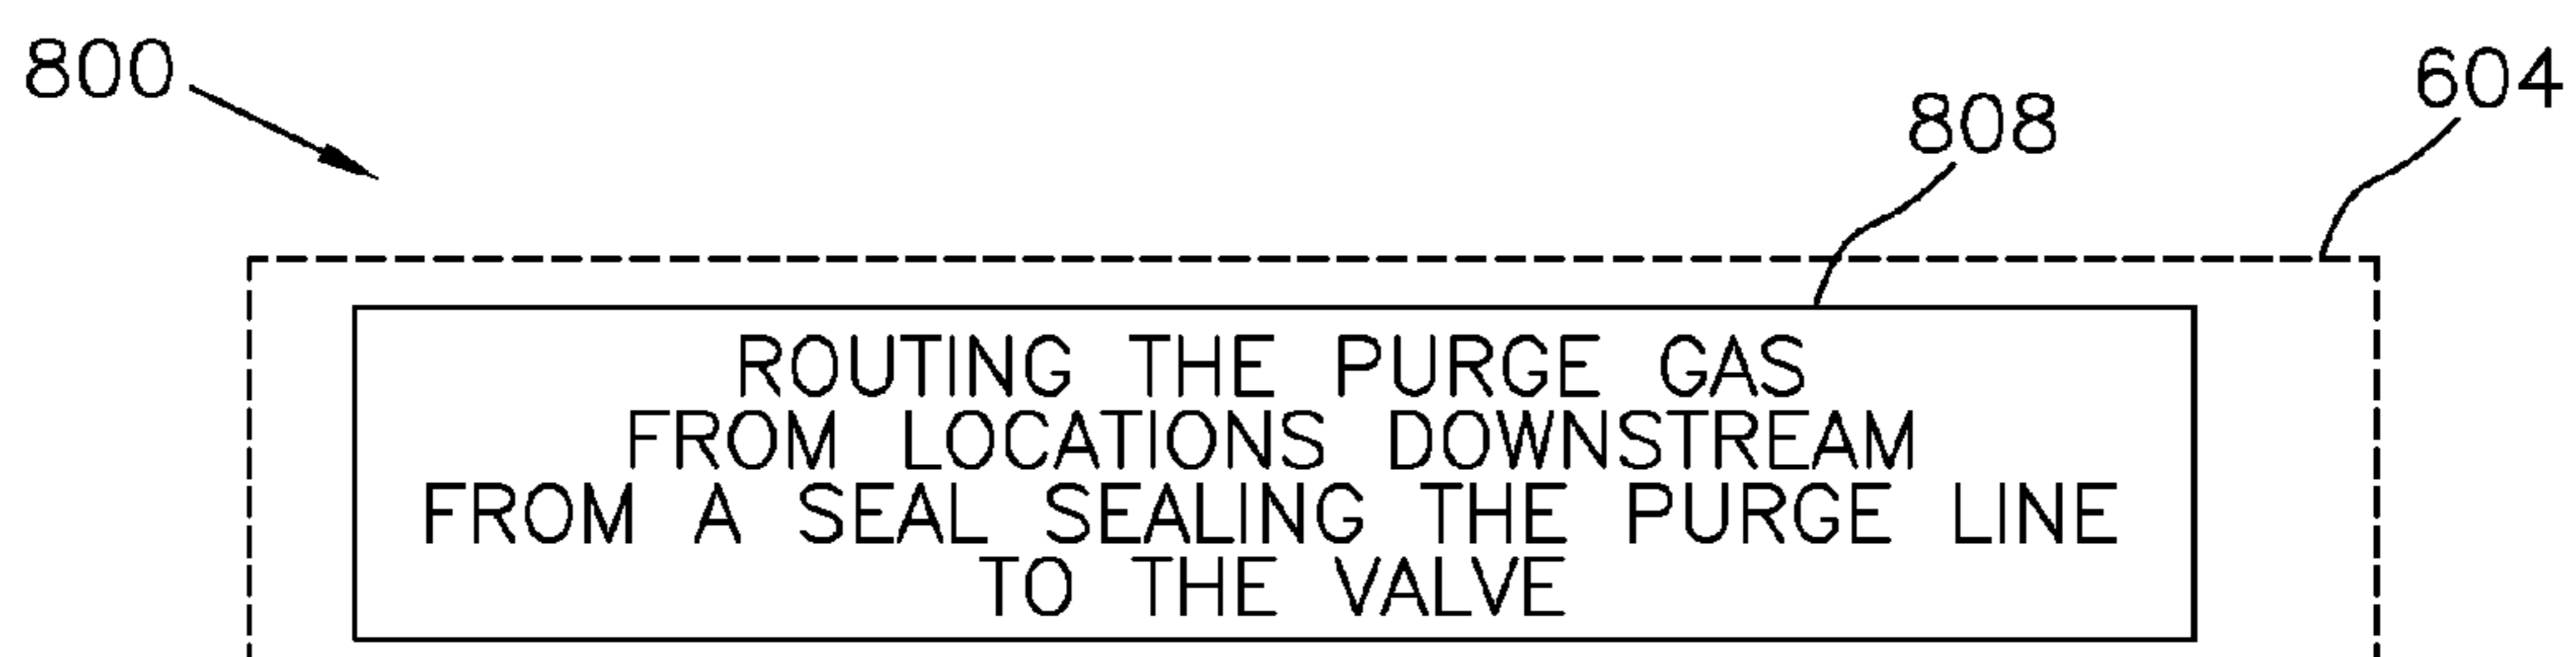 800
604
808
ROUTING THE PURGE GAS
FROM LOCATIONS DOWNSTREAM
FROM A SEAL SEALING THE PURGE LINE
TO THE VALVE